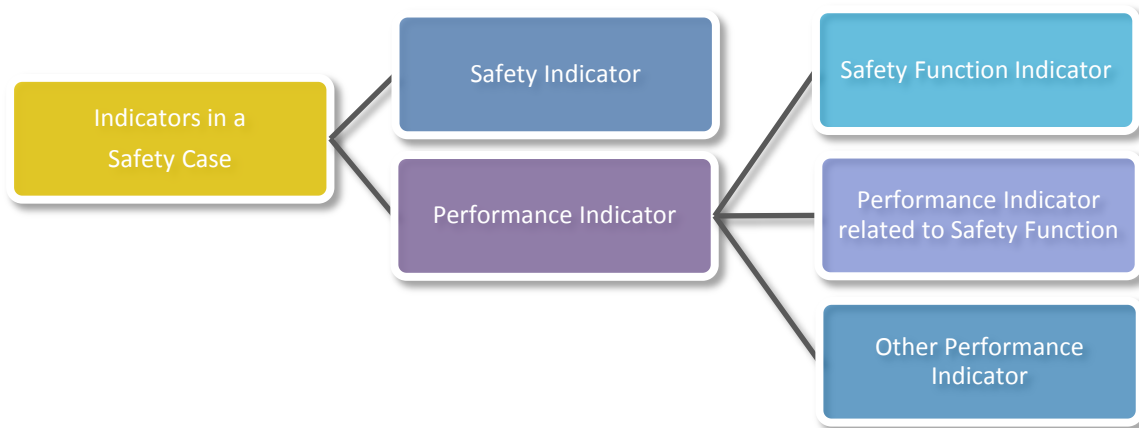 Indicators in a
Safety Case
Safety Indicator
Performance Indicator
Safety Function Indicator
Performance Indicator
related to Safety Function
Other Performance
Indicator